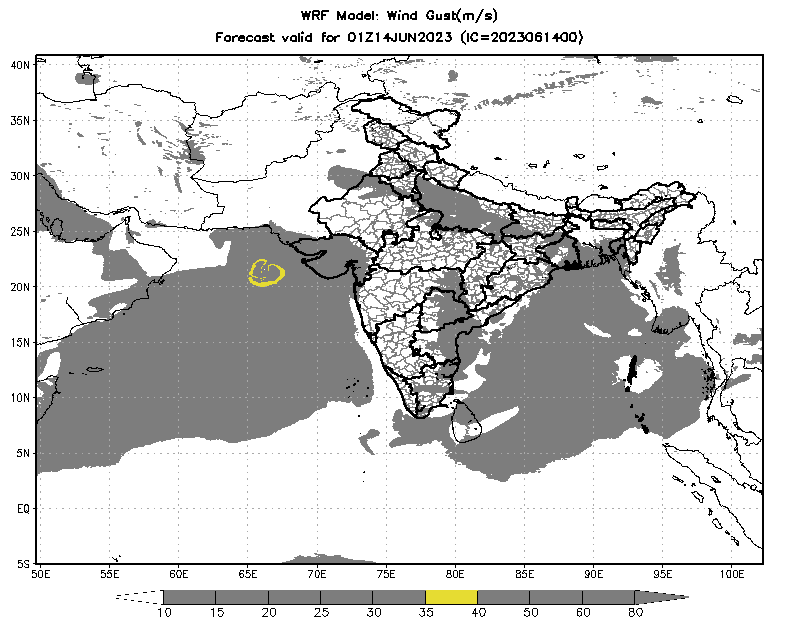 WRF Model: Wind Gust(m/s)
Forecast valid for 01Z14JUN2023 (IC=2023061400)
40N
35N
30N
25N
20N
15N
10N
5N
EQ
5S
50E 55E 60E 65E 70E 75E 80E 85E 90E 95E 100E
10 15 20 25 30 35 40 50 60 80